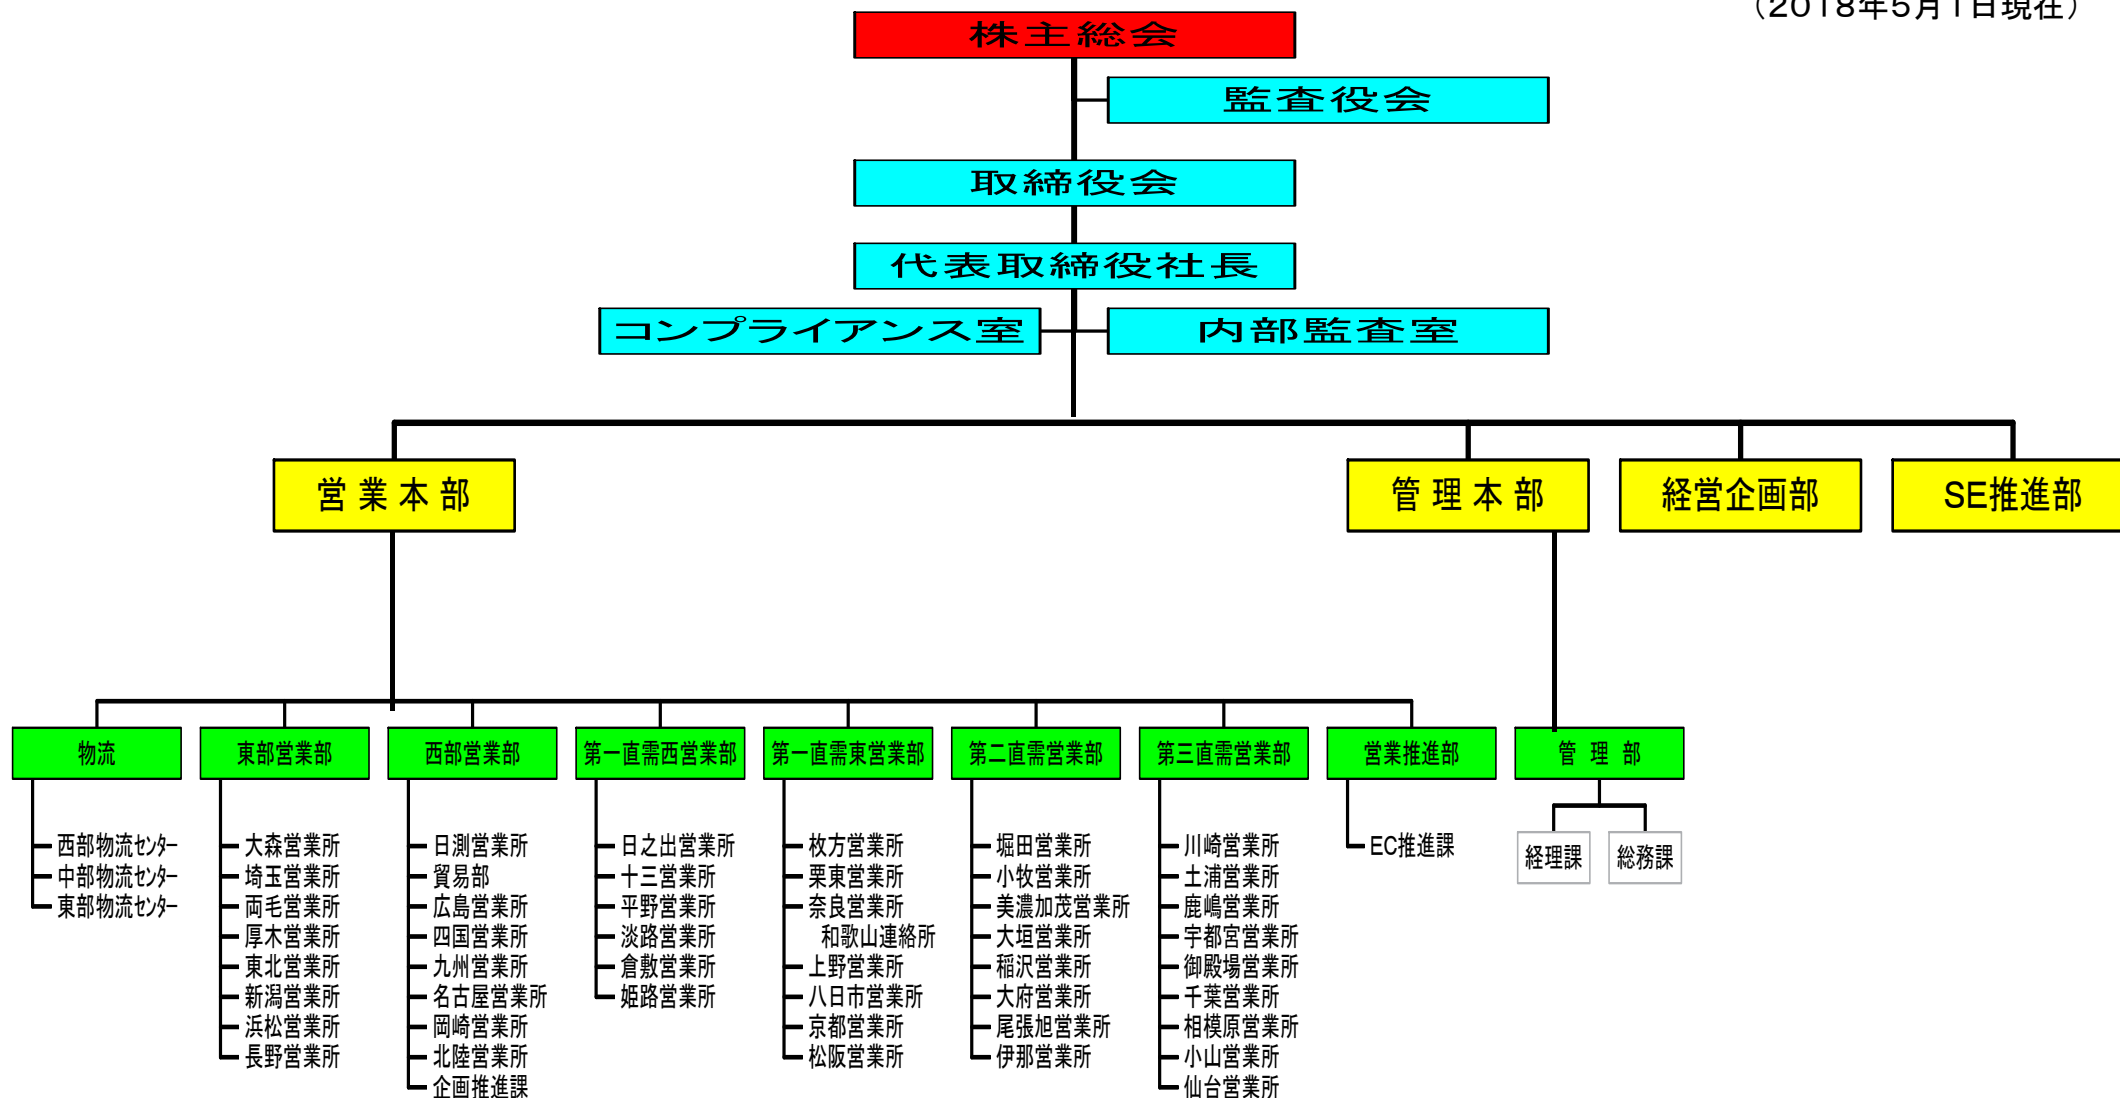 （2018年5月1日現在）
株主総会
監査役会
取締役会
代表取締役社長
コンプライアンス室
内部監査室
営業本部
管理本部
経営企画部
SE推進部
物流
西部物流センター
中部物流センター
東部物流センター
東部営業部
大森営業所
埼玉営業所
両毛営業所
厚木営業所
東北営業所
新潟営業所
浜松営業所
長野営業所
西部営業部
日測営業所
貿易部
広島営業所
四国営業所
九州営業所
名古屋営業所
岡崎営業所
北陸営業所
企画推進課
第一直需西営業部
日之出営業所
十三営業所
平野営業所
淡路営業所
倉敷営業所
姫路営業所
第一直需東営業部
枚方営業所
栗東営業所
奈良営業所
和歌山連絡所
上野営業所
八日市営業所
京都営業所
松阪営業所
第二直需営業部
堀田営業所
小牧営業所
美濃加茂営業所
大垣営業所
稲沢営業所
大府営業所
尾張旭営業所
伊那営業所
第三直需営業部
川崎営業所
土浦営業所
鹿嶋営業所
宇都宮営業所
御殿場営業所
千葉営業所
相模原営業所
小山営業所
仙台営業所
営業推進部
EC推進課
管理部
経理課
総務課